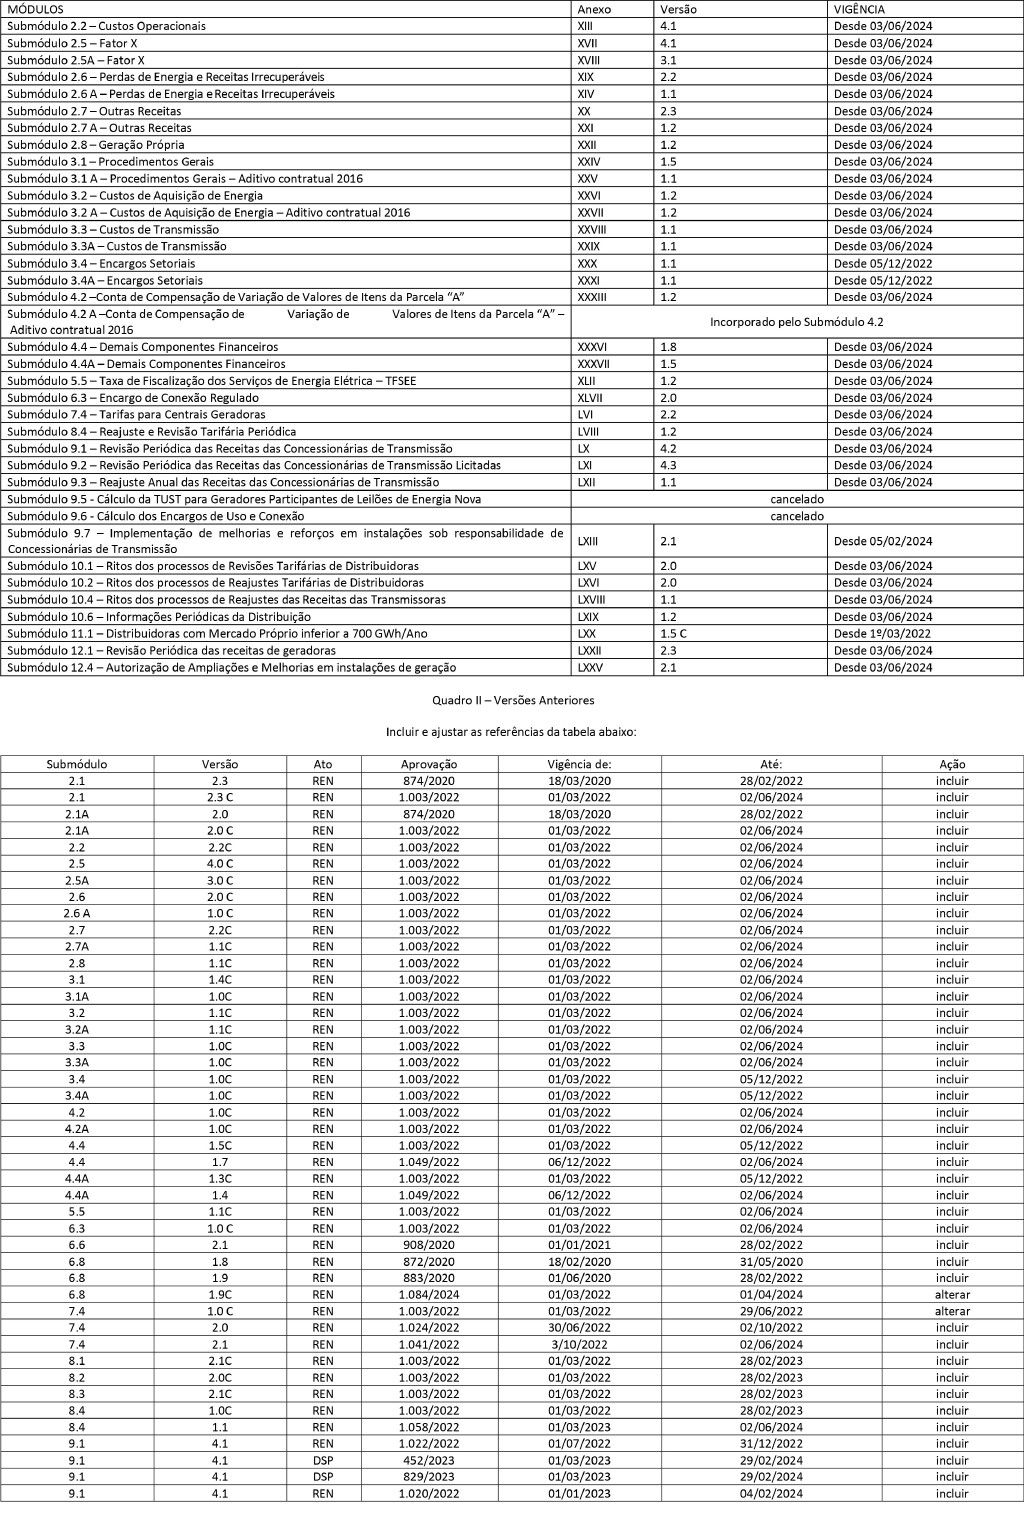 MÓDULOS Anexo Versão VIGÊNCIA
Submódulo 2.2 – Custos Operacionais XIII 4.1 Desde 03/06/2024
Submódulo 2.5 – Fator X XVII 4.1 Desde 03/06/2024
Submódulo 2.5A – Fator X XVIII 3.1 Desde 03/06/2024
Submódulo 2.6 – Perdas de Energia e Receitas Irrecuperáveis XIX 2.2 Desde 03/06/2024
Submódulo 2.6 A – Perdas de Energia e Receitas Irrecuperáveis XIV 1.1 Desde 03/06/2024
Submódulo 2.7 – Outras Receitas XX 2.3 Desde 03/06/2024
Submódulo 2.7 A – Outras Receitas XXI 1.2 Desde 03/06/2024
Submódulo 2.8 – Geração Própria XXII 1.2 Desde 03/06/2024
Submódulo 3.1 – Procedimentos Gerais XXIV 1.5 Desde 03/06/2024
Submódulo 3.1 A – Procedimentos Gerais – Aditivo contratual 2016 XXV 1.1 Desde 03/06/2024
Submódulo 3.2 – Custos de Aquisição de Energia XXVI 1.2 Desde 03/06/2024
Submódulo 3.2 A – Custos de Aquisição de Energia – Aditivo contratual 2016 XXVII 1.2 Desde 03/06/2024
Submódulo 3.3 – Custos de Transmissão XXVIII 1.1 Desde 03/06/2024
Submódulo 3.3A – Custos de Transmissão XXIX 1.1 Desde 03/06/2024
Submódulo 3.4 – Encargos Setoriais XXX 1.1 Desde 05/12/2022
Submódulo 3.4A – Encargos Setoriais XXXI 1.1 Desde 05/12/2022
Submódulo 4.2 –Conta de Compensação de Variação de Valores de Itens da Parcela “A” XXXIII 1.2 Desde 03/06/2024
Submódulo 4.2 A –Conta de Compensação de Variação de Valores de Itens da Parcela “A” –
Aditivo contratual 2016 Incorporado pelo Submódulo 4.2
Submódulo 4.4 – Demais Componentes Financeiros XXXVI 1.8 Desde 03/06/2024
Submódulo 4.4A – Demais Componentes Financeiros XXXVII 1.5 Desde 03/06/2024
Submódulo 5.5 – Taxa de Fiscalização dos Serviços de Energia Elétrica – TFSEE XLII 1.2 Desde 03/06/2024
Submódulo 6.3 – Encargo de Conexão Regulado XLVII 2.0 Desde 03/06/2024
Submódulo 7.4 – Tarifas para Centrais Geradoras LVI 2.2 Desde 03/06/2024
Submódulo 8.4 – Reajuste e Revisão Tarifária Periódica LVIII 1.2 Desde 03/06/2024
Submódulo 9.1 – Revisão Periódica das Receitas das Concessionárias de Transmissão LX 4.2 Desde 03/06/2024
Submódulo 9.2 – Revisão Periódica das Receitas das Concessionárias de Transmissão Licitadas LXI 4.3 Desde 03/06/2024
Submódulo 9.3 – Reajuste Anual das Receitas das Concessionárias de Transmissão LXII 1.1 Desde 03/06/2024
Submódulo 9.5 - Cálculo da TUST para Geradores Participantes de Leilões de Energia Nova cancelado
Submódulo 9.6 - Cálculo dos Encargos de Uso e Conexão cancelado
Submódulo 9.7 – Implementação de melhorias e reforços em instalações sob responsabilidade de
Concessionárias de Transmissão LXIII 2.1 Desde 05/02/2024
Submódulo 10.1 – Ritos dos processos de Revisões Tarifárias de Distribuidoras LXV 2.0 Desde 03/06/2024
Submódulo 10.2 – Ritos dos processos de Reajustes Tarifárias de Distribuidoras LXVI 2.0 Desde 03/06/2024
Submódulo 10.4 – Ritos dos processos de Reajustes das Receitas das Transmissoras LXVIII 1.1 Desde 03/06/2024
Submódulo 10.6 – Informações Periódicas da Distribuição LXIX 1.2 Desde 03/06/2024
Submódulo 11.1 – Distribuidoras com Mercado Próprio inferior a 700 GWh/Ano LXX 1.5 C Desde 1º/03/2022
Submódulo 12.1 – Revisão Periódica das receitas de geradoras LXXII 2.3 Desde 03/06/2024
Submódulo 12.4 – Autorização de Ampliações e Melhorias em instalações de geração LXXV 2.1 Desde 03/06/2024
Quadro II – Versões Anteriores
Incluir e ajustar as referências da tabela abaixo:
Submódulo Versão Ato Aprovação Vigência de: Até: Ação
2.1 2.3 REN 874/2020 18/03/2020 28/02/2022 incluir
2.1 2.3 C REN 1.003/2022 01/03/2022 02/06/2024 incluir
2.1A 2.0 REN 874/2020 18/03/2020 28/02/2022 incluir
2.1A 2.0 C REN 1.003/2022 01/03/2022 02/06/2024 incluir
2.2 2.2C REN 1.003/2022 01/03/2022 02/06/2024 incluir
2.5 4.0 C REN 1.003/2022 01/03/2022 02/06/2024 incluir
2.5A 3.0 C REN 1.003/2022 01/03/2022 02/06/2024 incluir
2.6 2.0 C REN 1.003/2022 01/03/2022 02/06/2024 incluir
2.6 A 1.0 C REN 1.003/2022 01/03/2022 02/06/2024 incluir
2.7 2.2C REN 1.003/2022 01/03/2022 02/06/2024 incluir
2.7A 1.1C REN 1.003/2022 01/03/2022 02/06/2024 incluir
2.8 1.1C REN 1.003/2022 01/03/2022 02/06/2024 incluir
3.1 1.4C REN 1.003/2022 01/03/2022 02/06/2024 incluir
3.1A 1.0C REN 1.003/2022 01/03/2022 02/06/2024 incluir
3.2 1.1C REN 1.003/2022 01/03/2022 02/06/2024 incluir
3.2A 1.1C REN 1.003/2022 01/03/2022 02/06/2024 incluir
3.3 1.0C REN 1.003/2022 01/03/2022 02/06/2024 incluir
3.3A 1.0C REN 1.003/2022 01/03/2022 02/06/2024 incluir
3.4 1.0C REN 1.003/2022 01/03/2022 05/12/2022 incluir
3.4A 1.0C REN 1.003/2022 01/03/2022 05/12/2022 incluir
4.2 1.0C REN 1.003/2022 01/03/2022 02/06/2024 incluir
4.2A 1.0C REN 1.003/2022 01/03/2022 02/06/2024 incluir
4.4 1.5C REN 1.003/2022 01/03/2022 05/12/2022 incluir
4.4 1.7 REN 1.049/2022 06/12/2022 02/06/2024 incluir
4.4A 1.3C REN 1.003/2022 01/03/2022 05/12/2022 incluir
4.4A 1.4 REN 1.049/2022 06/12/2022 02/06/2024 incluir
5.5 1.1C REN 1.003/2022 01/03/2022 02/06/2024 incluir
6.3 1.0 C REN 1.003/2022 01/03/2022 02/06/2024 incluir
6.6 2.1 REN 908/2020 01/01/2021 28/02/2022 incluir
6.8 1.8 REN 872/2020 18/02/2020 31/05/2020 incluir
6.8 1.9 REN 883/2020 01/06/2020 28/02/2022 incluir
6.8 1.9C REN 1.084/2024 01/03/2022 01/04/2024 alterar
7.4 1.0 C REN 1.003/2022 01/03/2022 29/06/2022 alterar
7.4 2.0 REN 1.024/2022 30/06/2022 02/10/2022 incluir
7.4 2.1 REN 1.041/2022 3/10/2022 02/06/2024 incluir
8.1 2.1C REN 1.003/2022 01/03/2022 28/02/2023 incluir
8.2 2.0C REN 1.003/2022 01/03/2022 28/02/2023 incluir
8.3 2.1C REN 1.003/2022 01/03/2022 28/02/2023 incluir
8.4 1.0C REN 1.003/2022 01/03/2022 28/02/2023 incluir
8.4 1.1 REN 1.058/2022 01/03/2023 02/06/2024 incluir
9.1 4.1 REN 1.022/2022 01/07/2022 31/12/2022 incluir
9.1 4.1 DSP 452/2023 01/03/2023 29/02/2024 incluir
9.1 4.1 DSP 829/2023 01/03/2023 29/02/2024 incluir
9.1 4.1 REN 1.020/2022 01/01/2023 04/02/2024 incluir